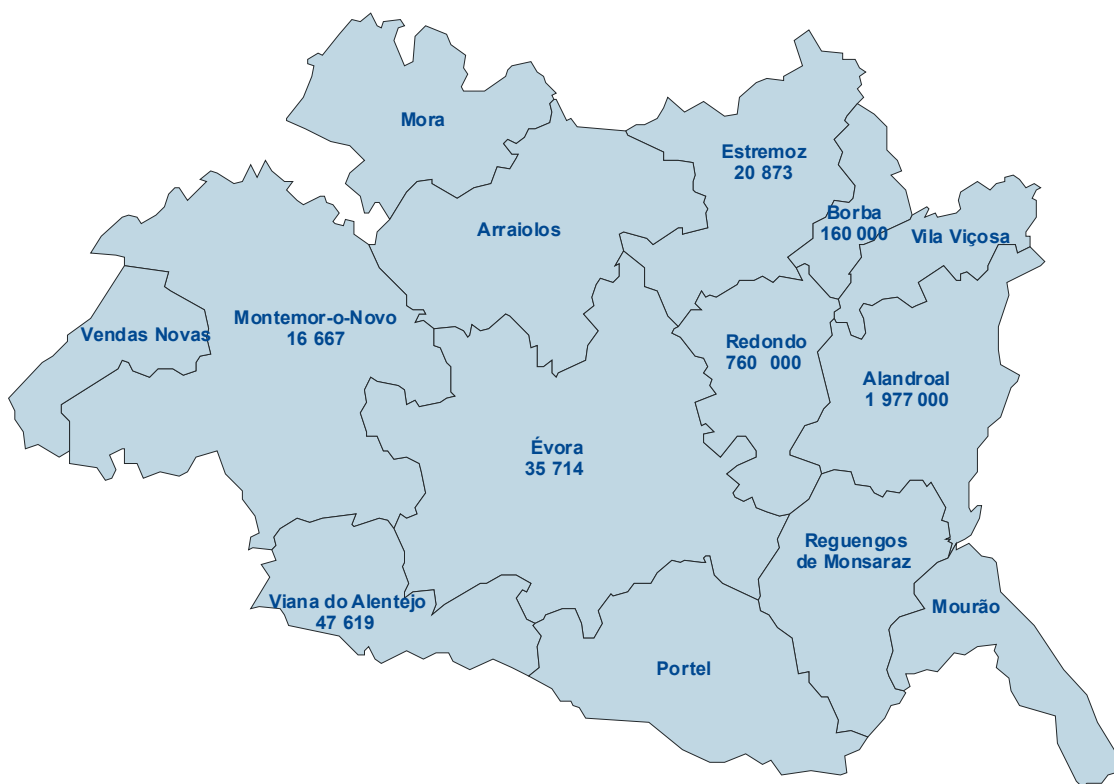 Mora
Estremoz
20 873
Borba
160 000
Arraiolos
Vila Viçosa
Montemor-o-Novo
16 667
Vendas Novas
Redondo
760 000
Alandroal
1 977 000
Évora
35 714
Reguengos
de Monsaraz
Viana do Alentejo
47 619
Mourão
Portel